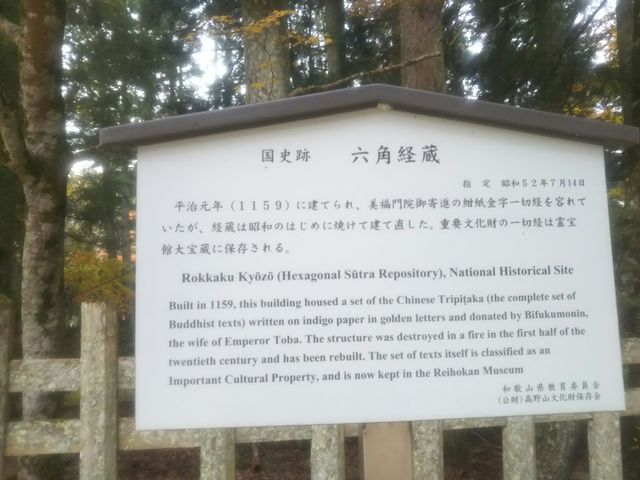 国史跡　六角経蔵
指　定　昭和５２年７月１４日
平治元年（１１５９）に建てられ、美福門院御寄進の紺紙金字一切経を容れて
いたが、経蔵は昭和のはじめに焼けて建て直した。重要文化財の一切経は霊宝
館大宝蔵に保存される。
Rokkaku Kyōzō (Hexagonal Sūtra Repository), National Historical Site
Built in 1159, this building housed a set of the Chinese Tripiṭaka (the complete set of
Buddhist texts) written on indigo paper in golden letters and donated by Bifukumonin,
the wife of Emperor Toba. The structure was destroyed in a fire in the first half of the
twentieth century and has been rebuilt. The set of texts itself is classified as an
Important Cultural Property, and is now kept in the Reihokan Museum
和歌山県教育委員会
（公財）高野山文化財保存会